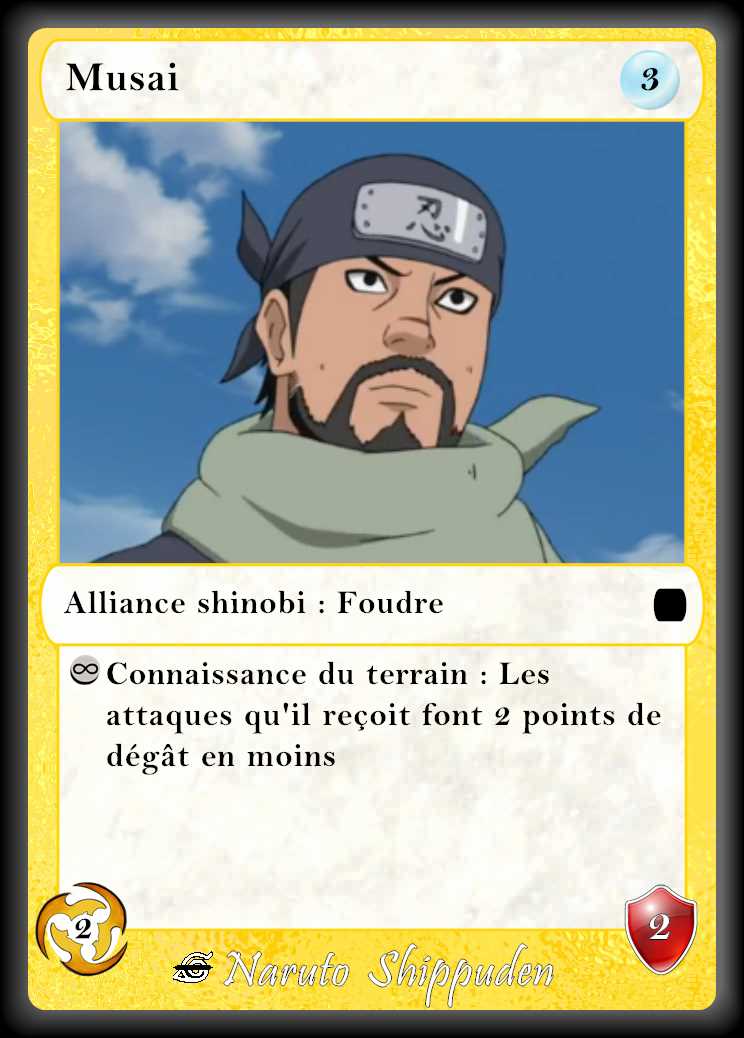 Musai
3
忍
Alliance shinobi : Foudre
∞ Connaissance du terrain : Les
attaques qu'il reçoit font 2 points de
dégât en moins
2
2
Naruto Shippuden